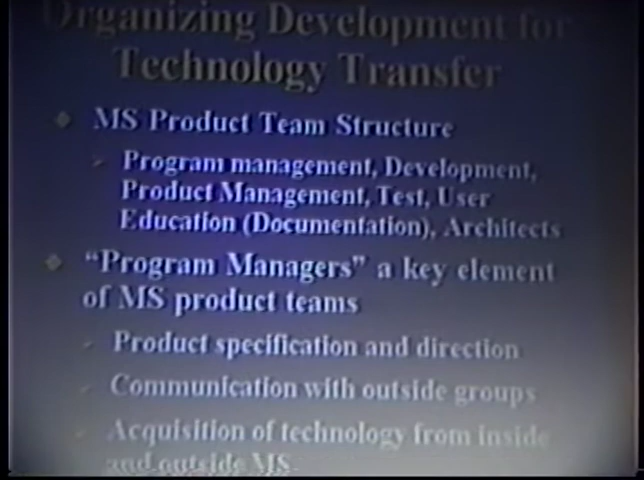 Organizing Development for
Technology Transfer
MS Product Team Structure
Program management, Development,
Product Management, Test, User
Education (Documentation), Architects
"Program Managers" a key element
of MS product teams
Product specification and direction
Communication with outside groups
Acquisition of technology from inside
and outside MS